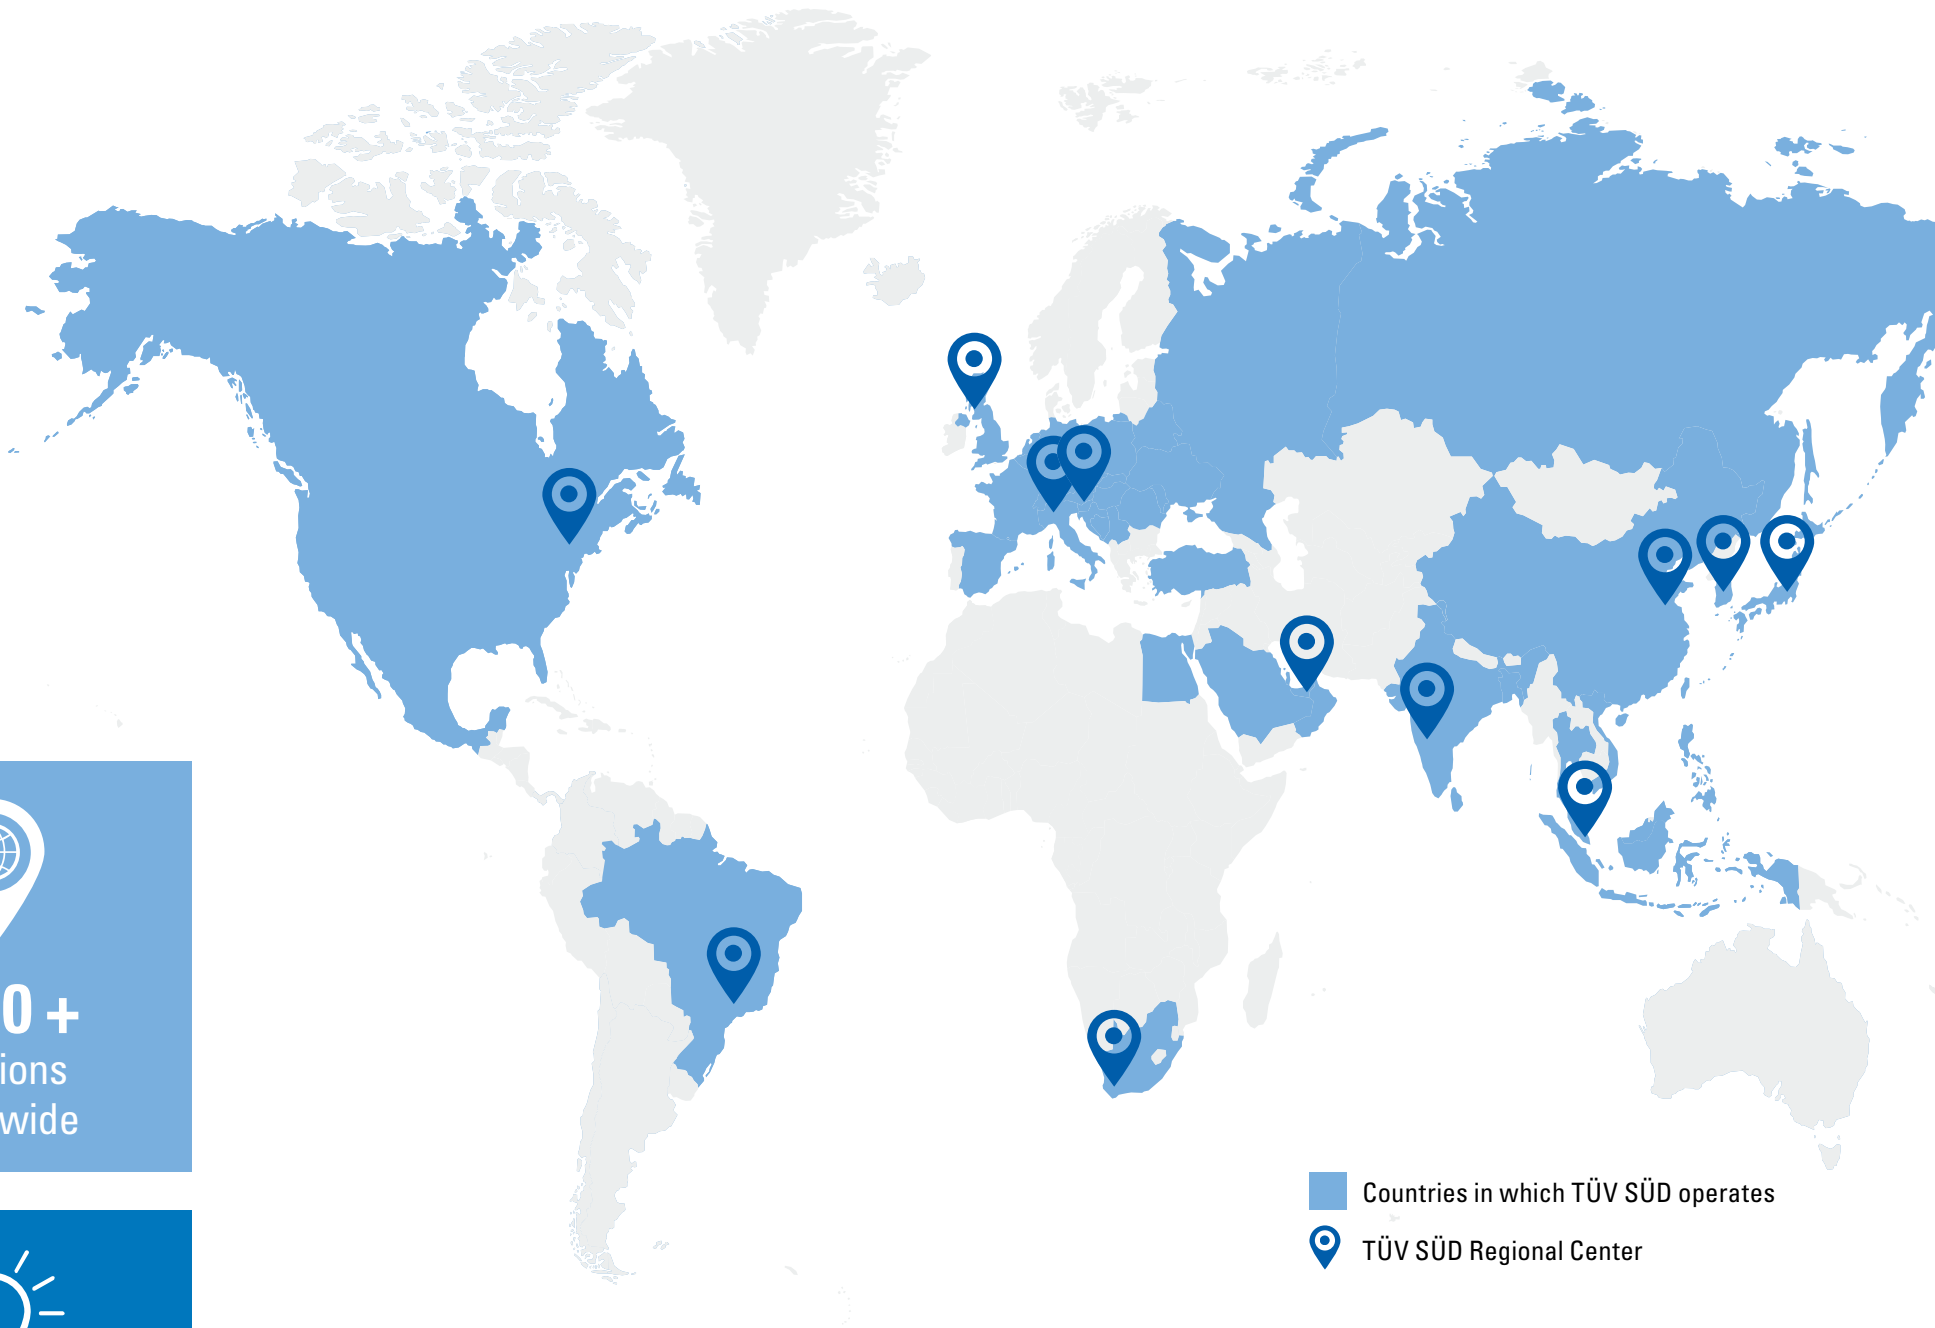 0 +
ions
wide
Countries in which TÜV SÜD operates
TÜV SÜD Regional Center